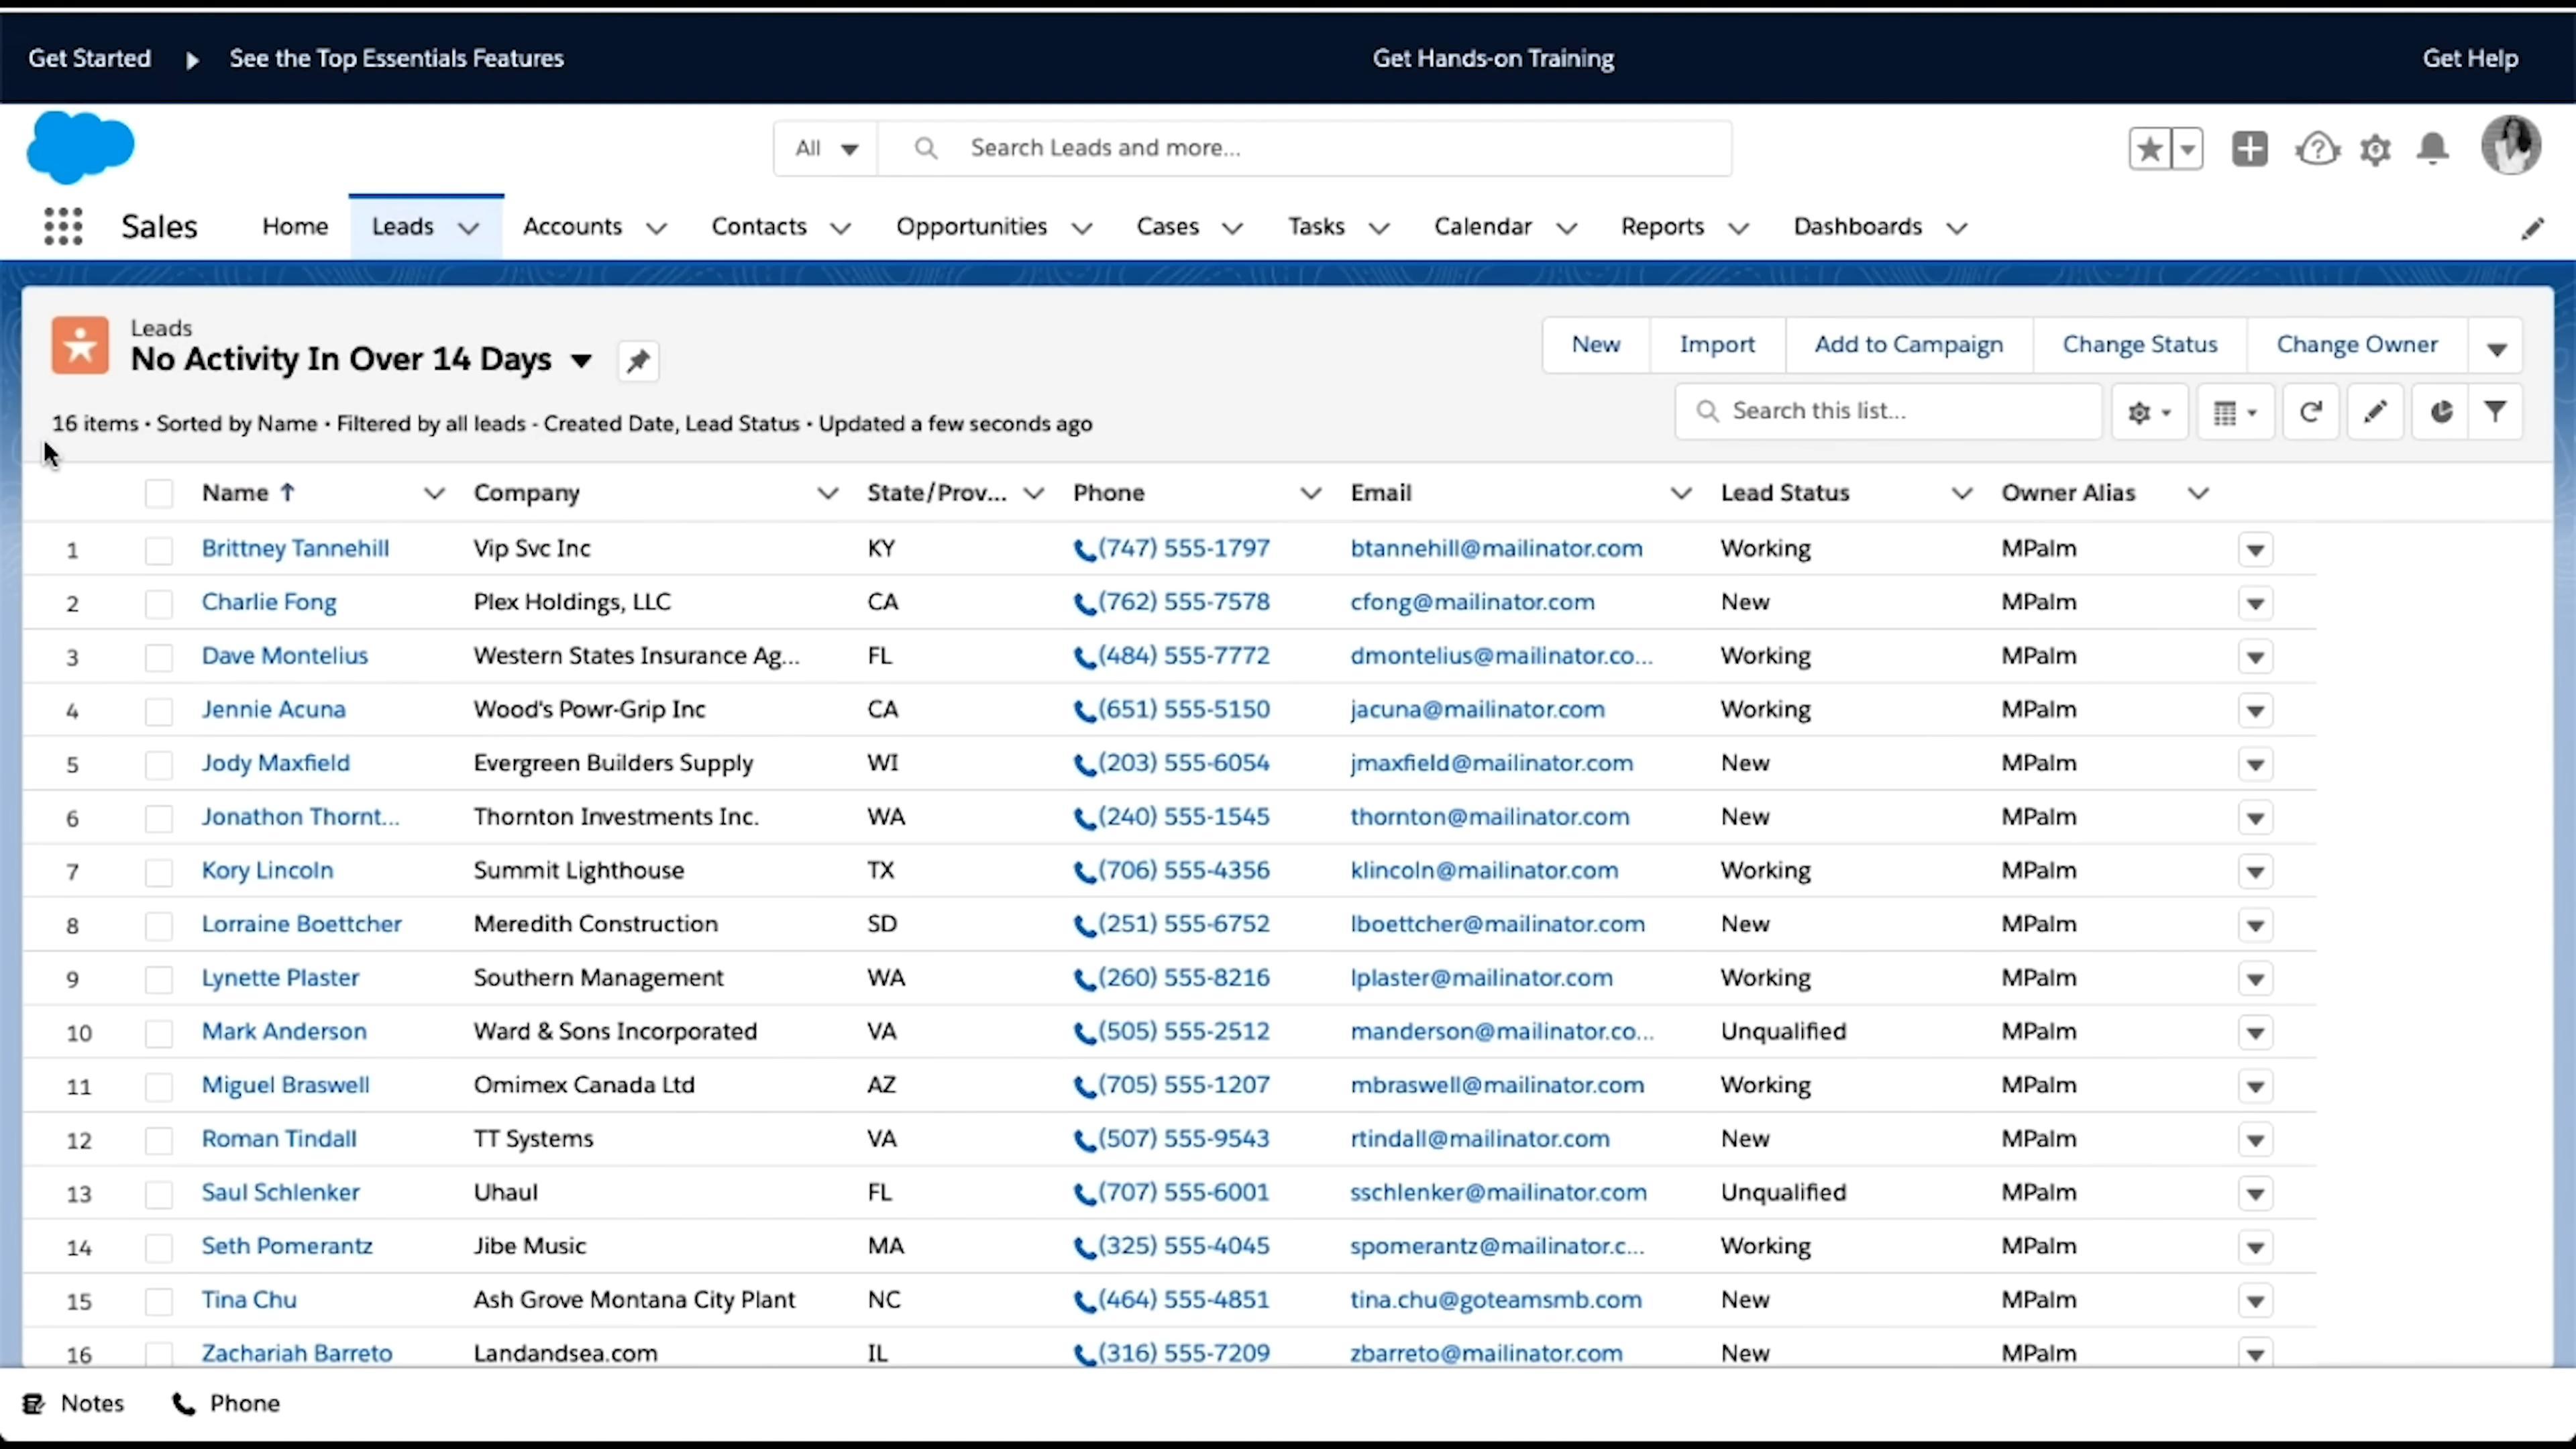 Get Started See the Top Essentials Features Get Hands-on Training Get Help
All Search Leads and more...
Sales Home Leads Accounts Contacts Opportunities Cases Tasks Calendar Reports Dashboards
Leads
No Activity In Over 14 Days
New Import Add to Campaign Change Status Change Owner
16 items • Sorted by Name • Filtered by all leads - Created Date, Lead Status • Updated a few seconds ago
Search this list...
Name Company State/Prov... Phone Email Lead Status Owner Alias
1 Brittney Tannehill Vip Svc Inc KY (747) 555-1797 btannehill@mailinator.com Working MPalm
2 Charlie Fong Plex Holdings, LLC CA (762) 555-7578 cfong@mailinator.com New MPalm
3 Dave Montelius Western States Insurance Ag... FL (484) 555-7772 dmontelius@mailinator.co... Working MPalm
4 Jennie Acuna Wood's Powr-Grip Inc CA (651) 555-5150 jacuna@mailinator.com Working MPalm
5 Jody Maxfield Evergreen Builders Supply WI (203) 555-6054 jmaxfield@mailinator.com New MPalm
6 Jonathon Thornt... Thornton Investments Inc. WA (240) 555-1545 thornton@mailinator.com New MPalm
7 Kory Lincoln Summit Lighthouse TX (706) 555-4356 klincoln@mailinator.com Working MPalm
8 Lorraine Boettcher Meredith Construction SD (251) 555-6752 lboettcher@mailinator.com New MPalm
9 Lynette Plaster Southern Management WA (260) 555-8216 lplaster@mailinator.com Working MPalm
10 Mark Anderson Ward & Sons Incorporated VA (505) 555-2512 manderson@mailinator.co... Unqualified MPalm
11 Miguel Braswell Omimex Canada Ltd AZ (705) 555-1207 mbraswell@mailinator.com Working MPalm
12 Roman Tindall TT Systems VA (507) 555-9543 rtindall@mailinator.com New MPalm
13 Saul Schlenker Uhaul FL (707) 555-6001 sschlenker@mailinator.com Unqualified MPalm
14 Seth Pomerantz Jibe Music MA (325) 555-4045 spomerantz@mailinator.c... Working MPalm
15 Tina Chu Ash Grove Montana City Plant NC (464) 555-4851 tina.chu@goteamsmb.com New MPalm
16 Zachariah Barreto Landandsea.com IL (316) 555-7209 zbarreto@mailinator.com New MPalm
Notes Phone